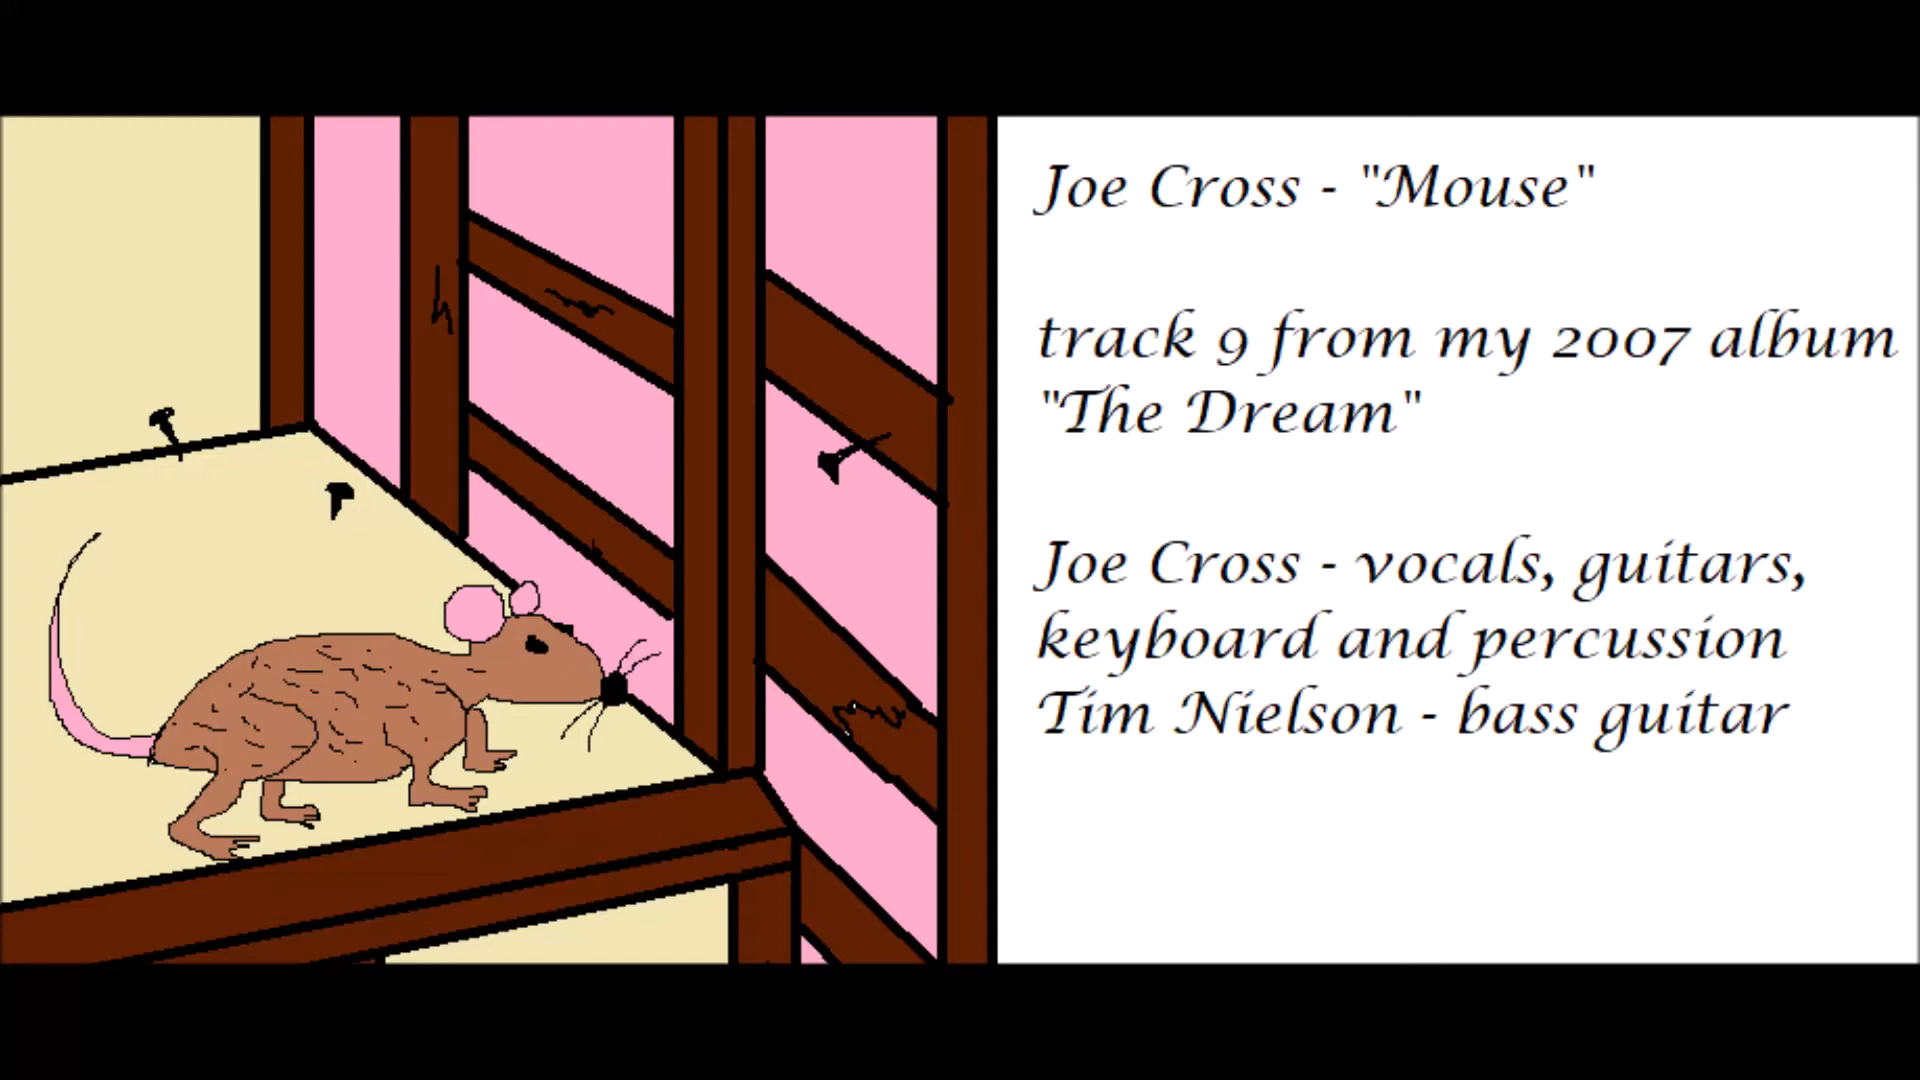 Joe Cross - "Mouse"
track 9 from my 2007 album
"The Dream"
Joe Cross - vocals, guitars,
keyboard and percussion
Tim Nielson - bass guitar